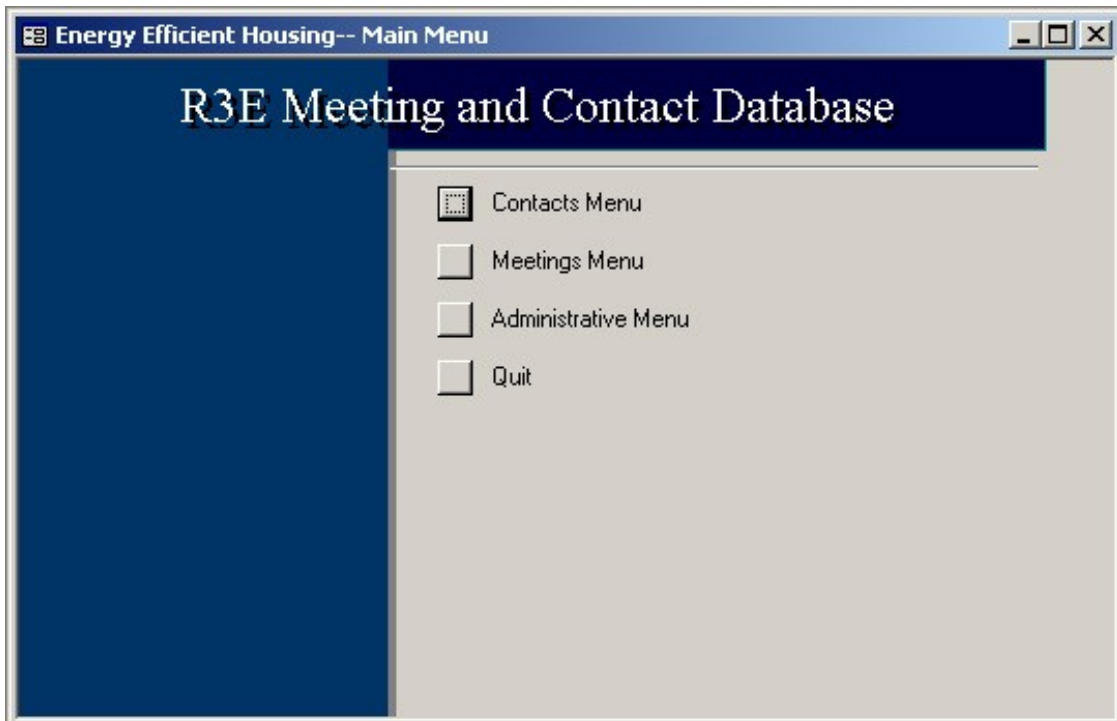 Energy Efficient Housing-- Main Menu
R3E Meeting and Contact Database
Contacts Menu
Meetings Menu
Administrative Menu
Quit